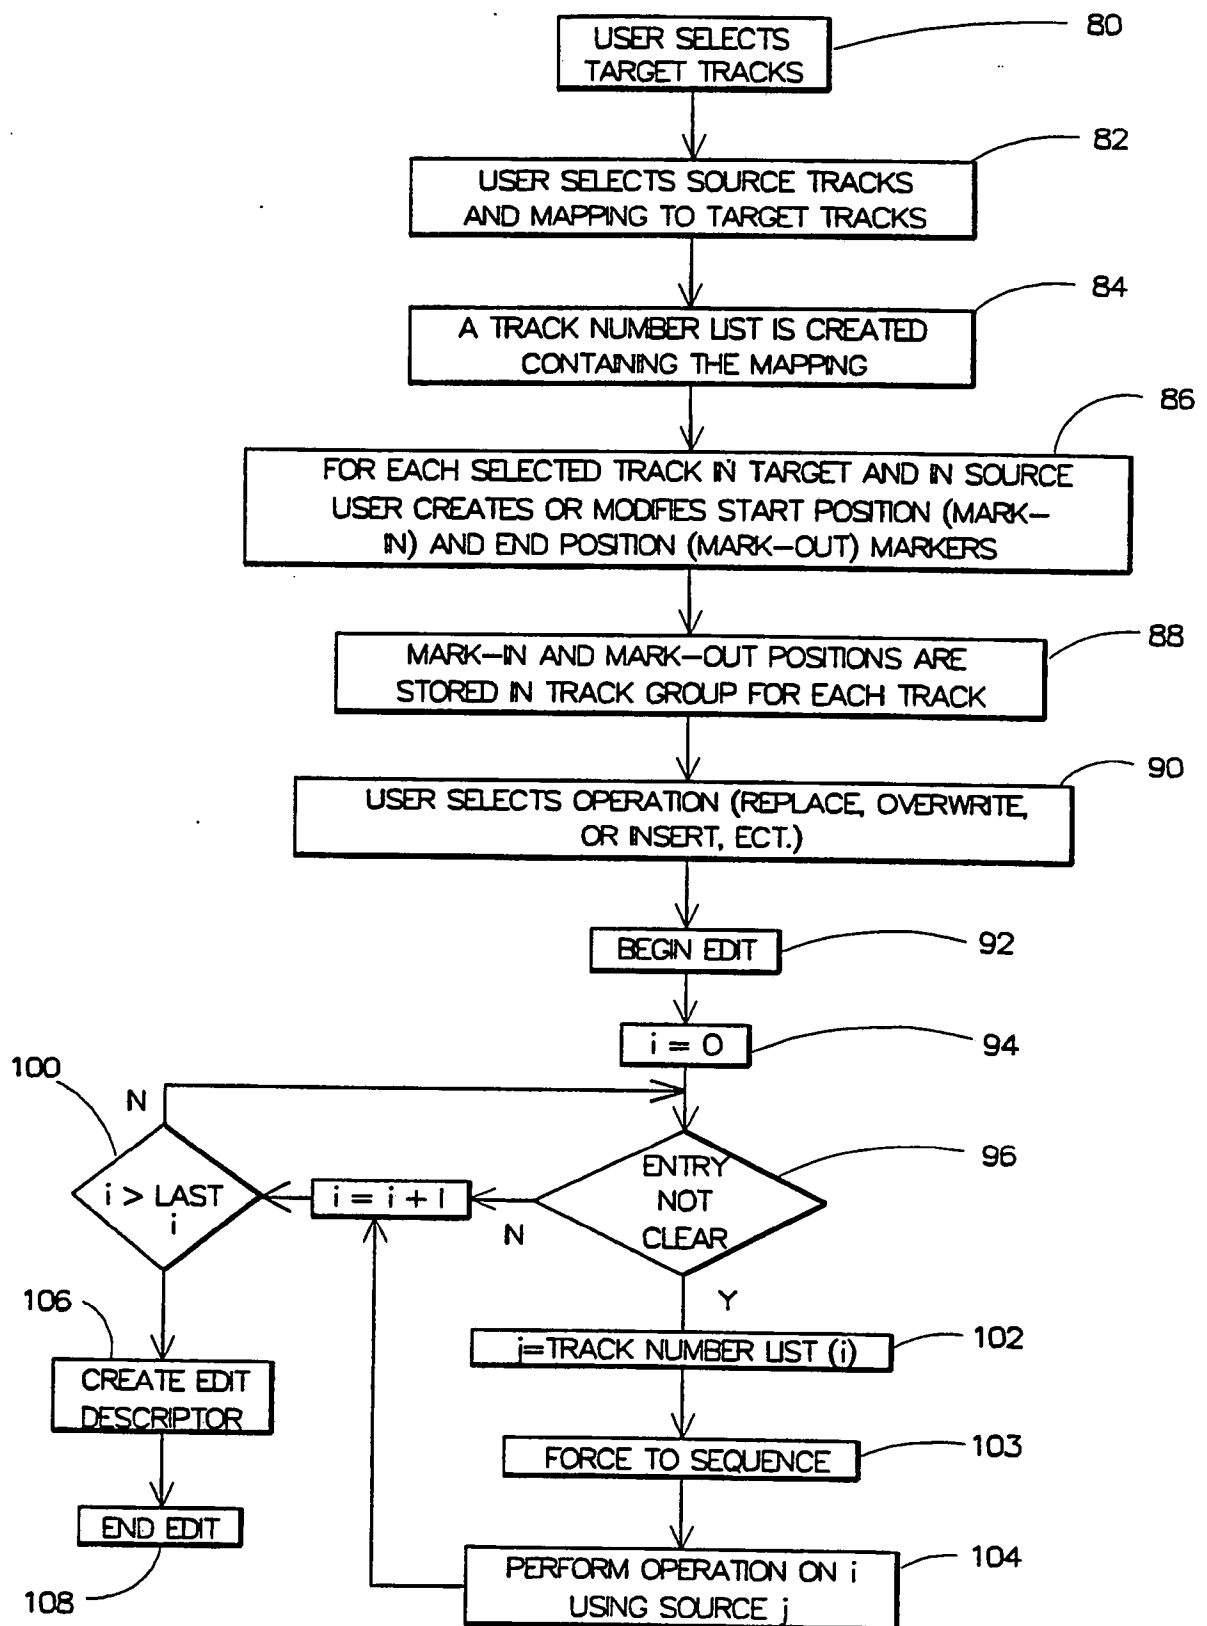 USER SELECTS
TARGET TRACKS
80
USER SELECTS SOURCE TRACKS
AND MAPPING TO TARGET TRACKS
82
A TRACK NUMBER LIST IS CREATED
CONTAINING THE MAPPING
84
FOR EACH SELECTED TRACK IN TARGET AND IN SOURCE
USER CREATES OR MODIFIES START POSITION (MARK-
IN) AND END POSITION (MARK-OUT) MARKERS
86
MARK-IN AND MARK-OUT POSITIONS ARE
STORED IN TRACK GROUP FOR EACH TRACK
88
USER SELECTS OPERATION (REPLACE, OVERWRITE,
OR INSERT, ECT.)
90
BEGIN EDIT
92
i = 0
94
ENTRY
NOT
CLEAR
96
N
i = i + 1
i > LAST
i
100
N
Y
j=TRACK NUMBER LIST (i)
102
FORCE TO SEQUENCE
103
PERFORM OPERATION ON i
USING SOURCE j
104
CREATE EDIT
DESCRIPTOR
106
END EDIT
108